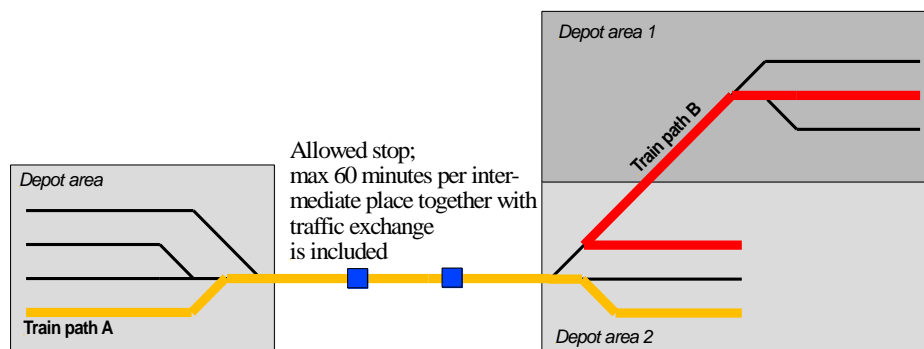 Depot area 1
Train path B
Allowed stop;
max 60 minutes per inter-
mediate place together with
traffic exchange
is included
Depot area
Train path A
Depot area 2